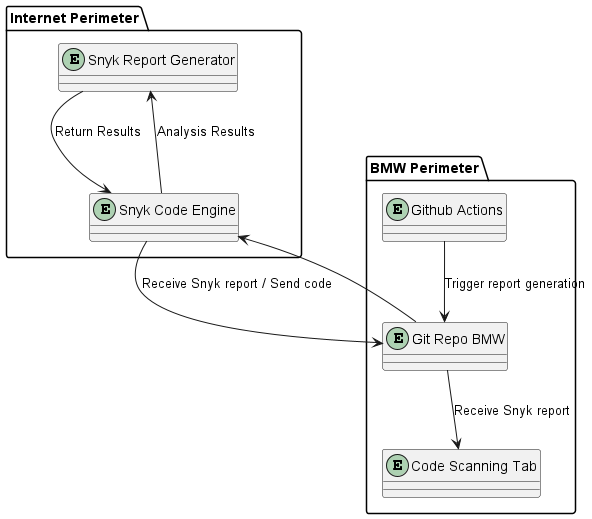 Internet Perimeter
E Snyk Report Generator
Return Results
Analysis Results
E Snyk Code Engine
BMW Perimeter
E Github Actions
Receive Snyk report / Send code
Trigger report generation
E Git Repo BMW
Receive Snyk report
E Code Scanning Tab